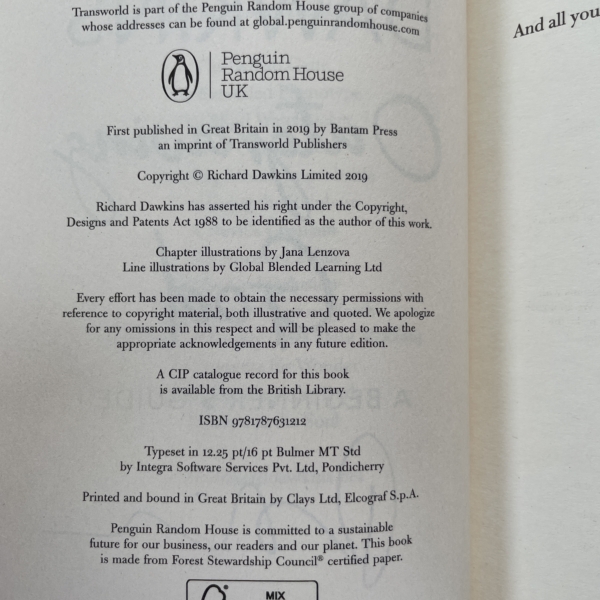 Transworld is part of the Penguin Random House group of companies
whose addresses can be found at global.penguinrandomhouse.com
Penguin
Random House
UK
First published in Great Britain in 2019 by Bantam Press
an imprint of Transworld Publishers
Copyright © Richard Dawkins Limited 2019
Richard Dawkins has asserted his right under the Copyright,
Designs and Patents Act 1988 to be identified as the author of this work.
Chapter illustrations by Jana Lenzova
Line illustrations by Global Blended Learning Ltd
Every effort has been made to obtain the necessary permissions with
reference to copyright material, both illustrative and quoted. We apologize
for any omissions in this respect and will be pleased to make the
appropriate acknowledgements in any future edition.
A CIP catalogue record for this book
is available from the British Library.
ISBN 9781787631212
Typeset in 12.25 pt/16 pt Bulmer MT Std
by Integra Software Services Pvt. Ltd, Pondicherry
Printed and bound in Great Britain by Clays Ltd, Elcograf S.p.A.
Penguin Random House is committed to a sustainable
future for our business, our readers and our planet. This book
is made from Forest Stewardship Council® certified paper.
MIX
And all you